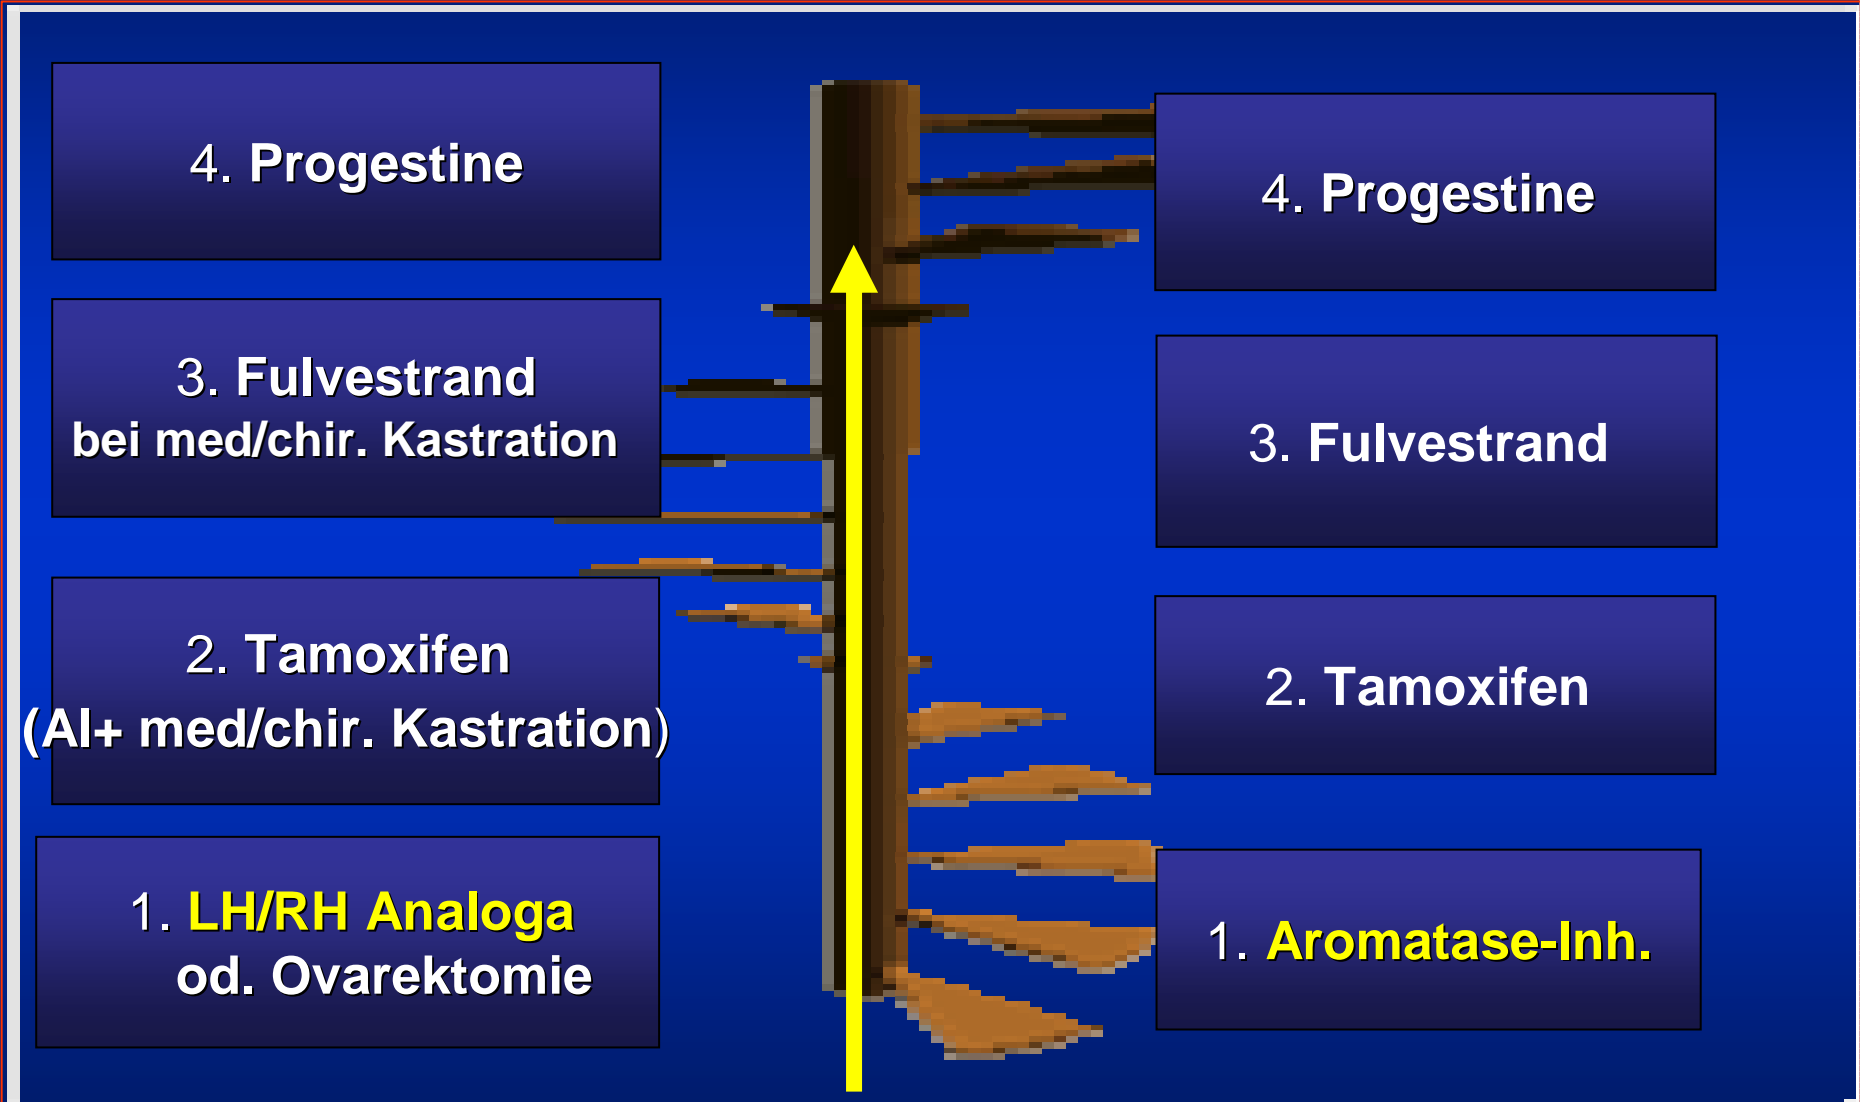 4. Progestine
3. Fulvestrand
bei med/chir. Kastration
2. Tamoxifen
(AI+ med/chir. Kastration)
1. LH/RH Analoga
od. Ovarektomie
4. Progestine
3. Fulvestrand
2. Tamoxifen
1. Aromatase-Inh.